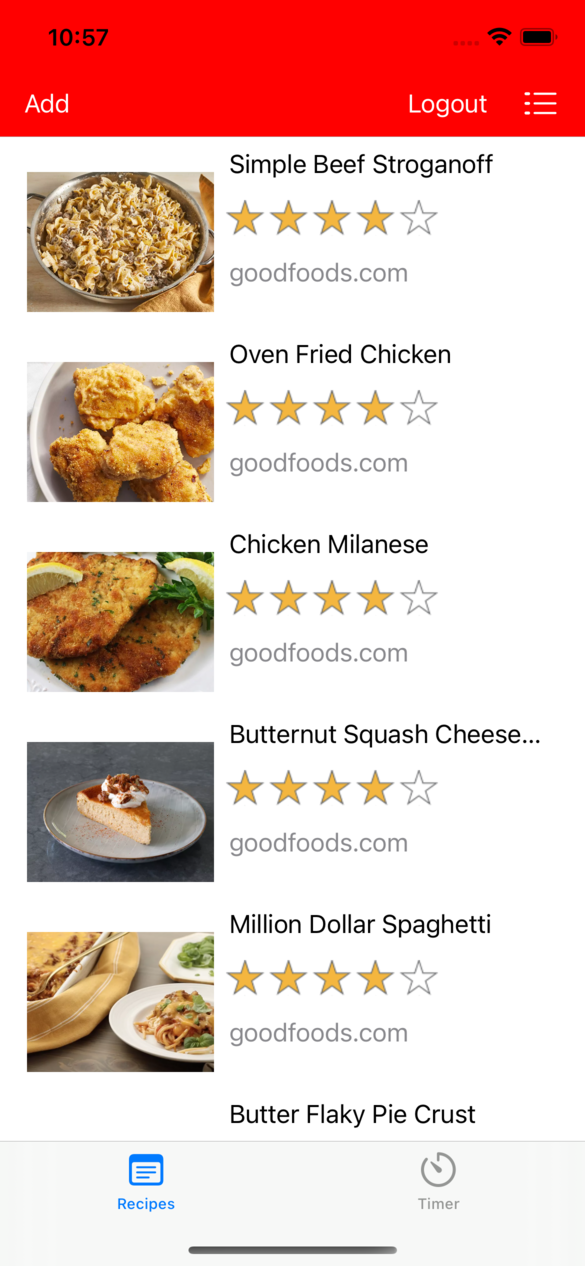 10:57
Add
Logout
Simple Beef Stroganoff
goodfoods.com
Oven Fried Chicken
goodfoods.com
Chicken Milanese
goodfoods.com
Butternut Squash Cheese...
goodfoods.com
Million Dollar Spaghetti
goodfoods.com
Butter Flaky Pie Crust
Recipes
Timer